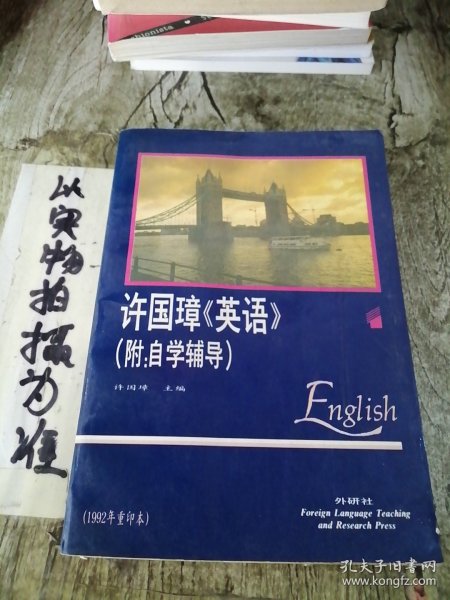 shionista
以实物拍摄为准
许国璋《英语》
(附:自学辅导)
1
许国璋 主编
English
(1992年重印本)
外研社
Foreign Language Teaching
and Research Press
孔夫子旧书网
www.kongfz.com